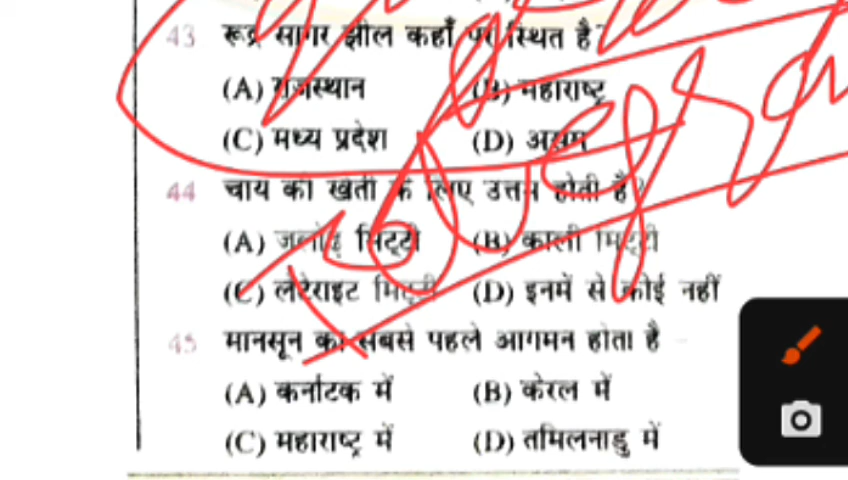 43 रूद्र सागर झील कहाँ पर स्थित है?
(A) राजस्थान (B) महाराष्ट्र
(C) मध्य प्रदेश (D) असम
44 चाय की खेती के लिए उत्तम होती है?
(A) जलोढ़ मिट्टी (B) काली मिट्टी
(C) लेटेराइट मिट्टी (D) इनमें से कोई नहीं
45 मानसून का सबसे पहले आगमन होता है
(A) कर्नाटक में (B) केरल में
(C) महाराष्ट्र में (D) तमिलनाडु में